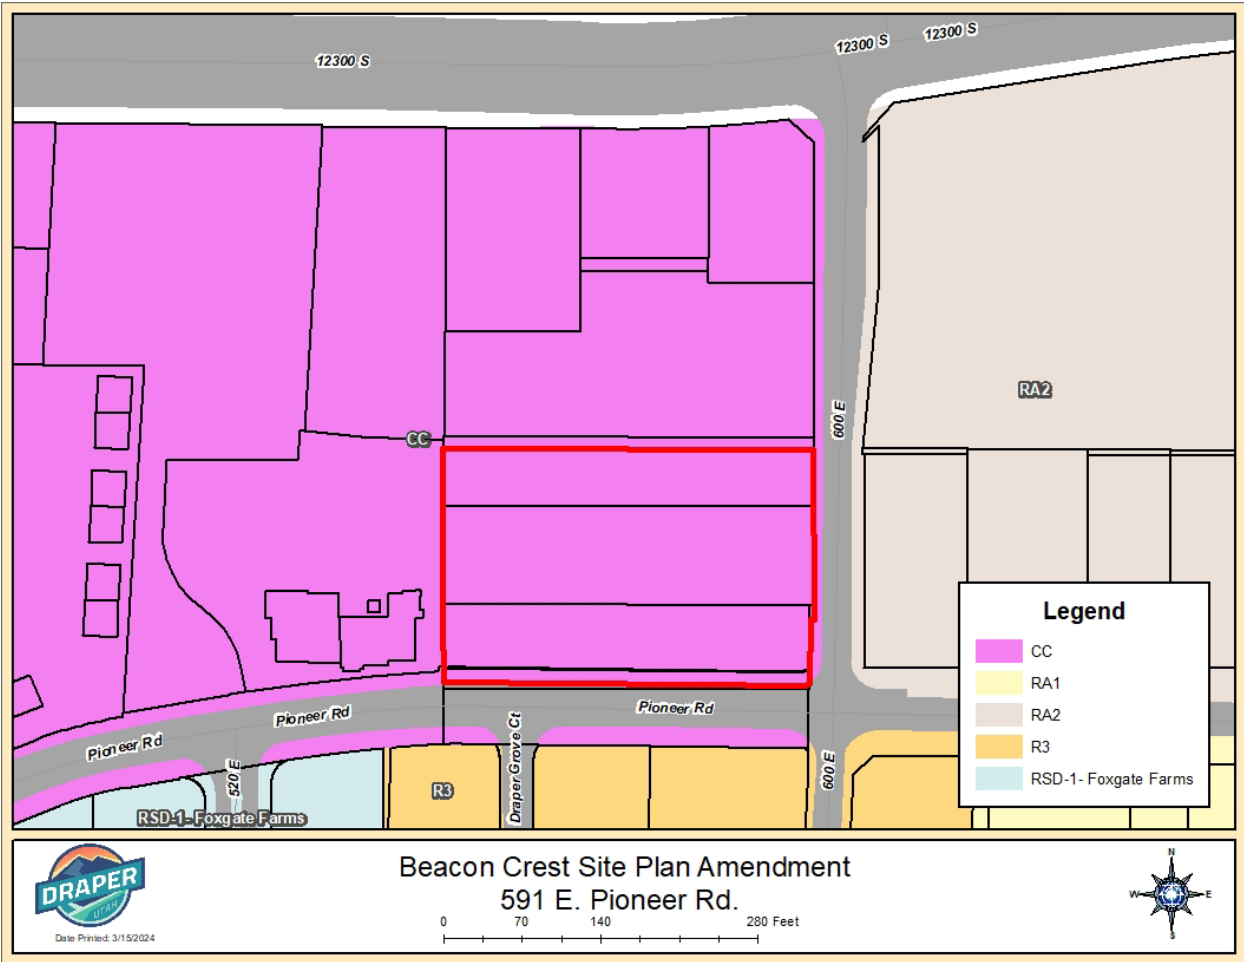 12300 S
12300 S
12300 S
CC
600 E
RA2
Pioneer Rd
Pioneer Rd
Pioneer Rd
520 E
Draper Grove Ct
600 E
R3
RSD-1- Foxgate Farms
Legend
CC
RA1
RA2
R3
RSD-1- Foxgate Farms
DRAPER
UTAH
Date Printed: 3/15/2024
Beacon Crest Site Plan Amendment
591 E. Pioneer Rd.
0 70 140 280 Feet
N
W E
S